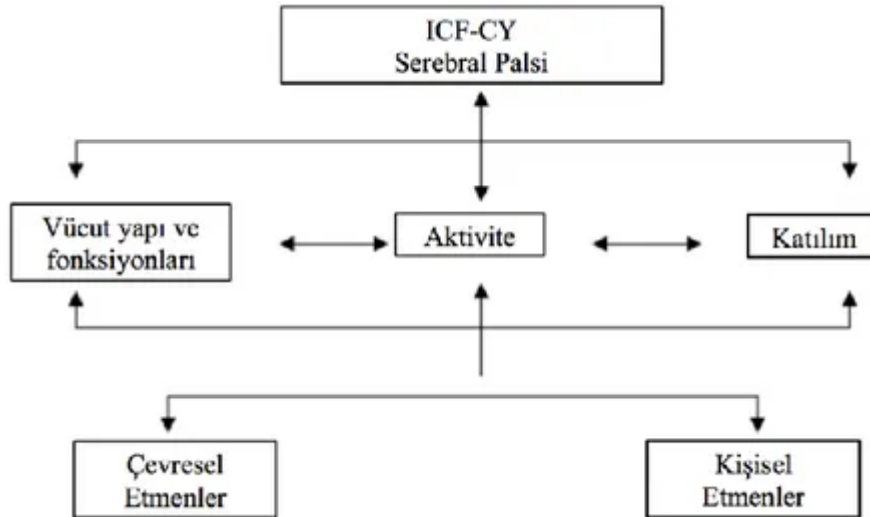 ICF-CY
Serebral Palsi
Vücut yapı ve
fonksiyonları
Aktivite
Katılım
Çevresel
Etmenler
Kişisel
Etmenler